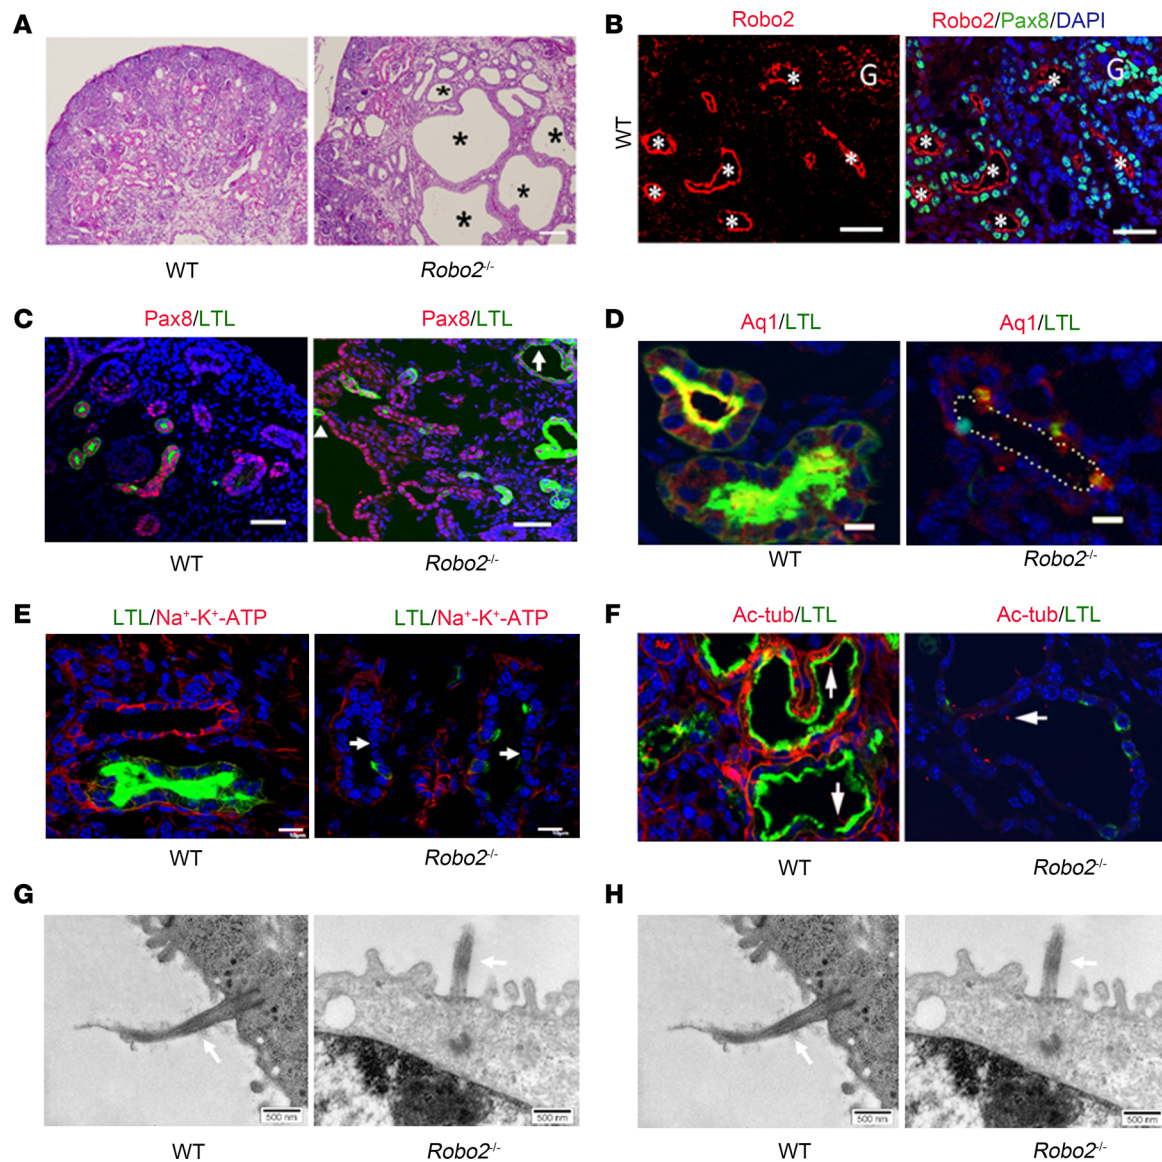 A
WT
Robo2-/-
B
Robo2
Robo2/Pax8/DAPI
WT
G
G
C
Pax8/LTL
Pax8/LTL
WT
Robo2-/-
D
Aq1/LTL
Aq1/LTL
WT
Robo2-/-
E
LTL/Na+-K+-ATP
LTL/Na+-K+-ATP
10µm
10µm
WT
Robo2-/-
F
Ac-tub/LTL
Ac-tub/LTL
WT
Robo2-/-
G
500 nm
500 nm
WT
Robo2-/-
H
500 nm
500 nm
WT
Robo2-/-